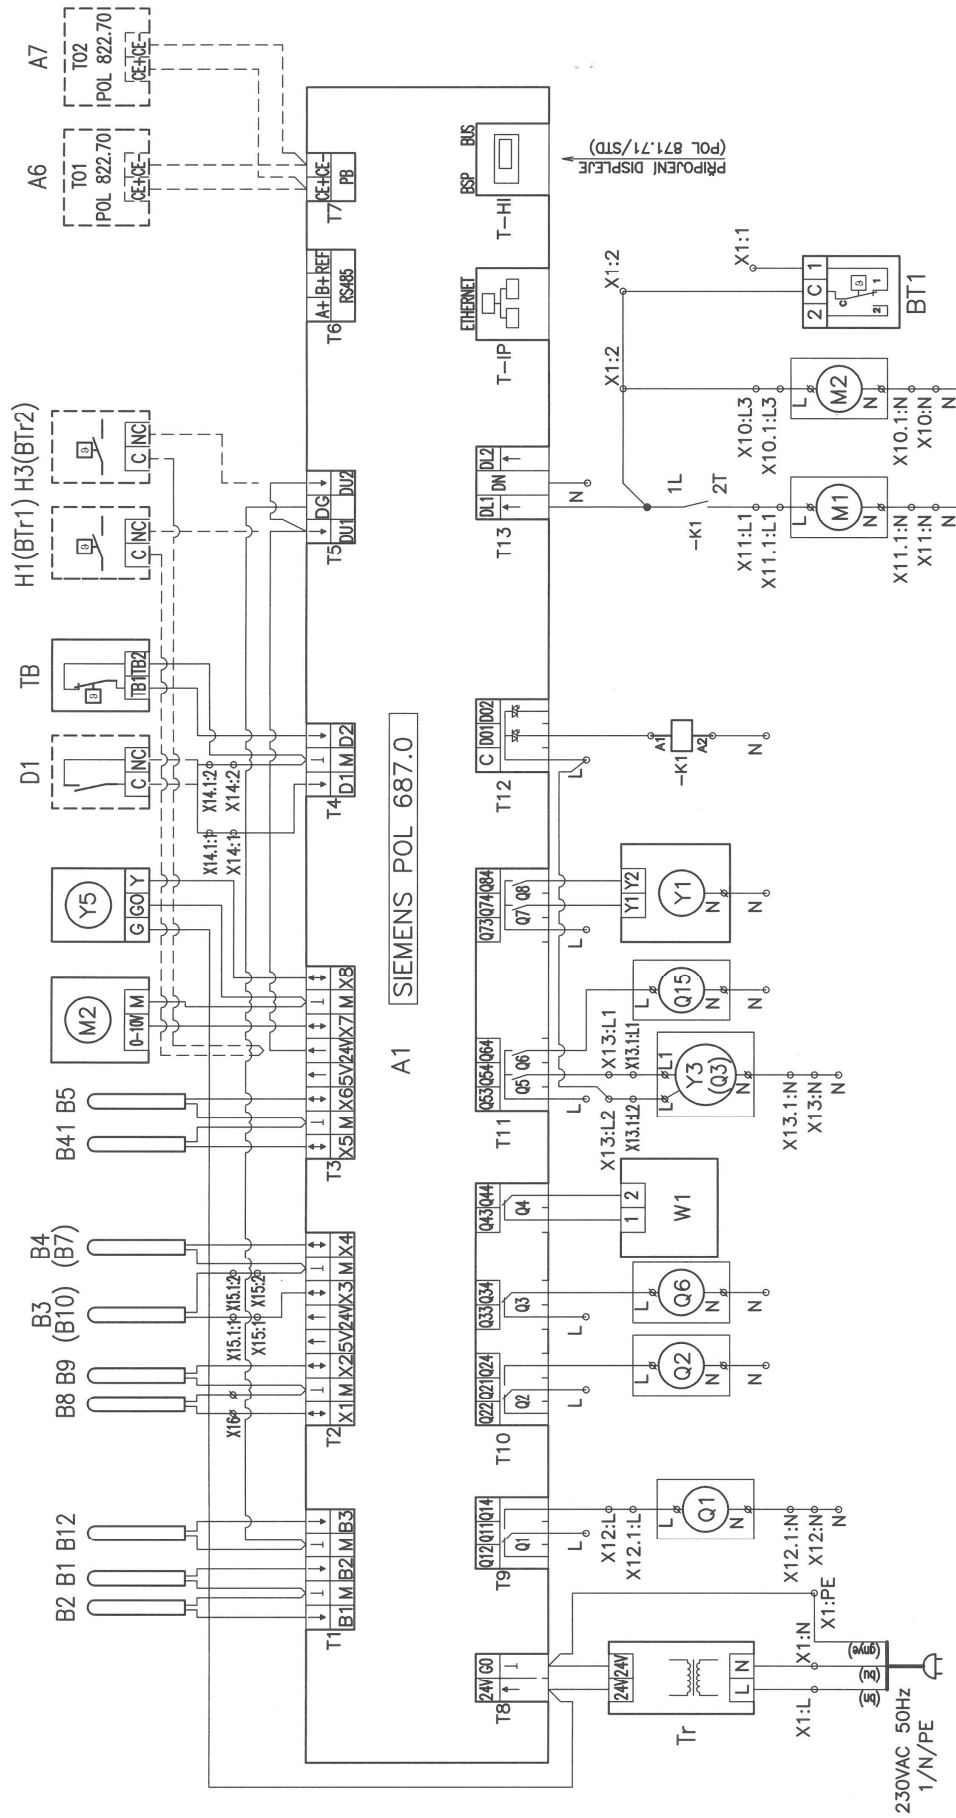 B2 B1 B12 B8 B9 B3 B4 B41 B5 M2 Y5 D1 TB H1(BTr1) H3(BTr2) A6 A7
(B10) (B7)
TO1 TO2
POL 822.70 POL 822.70
0-10V M G GO Y C NC TB1 TB2 C NC C NC CE+ CE- CE+ CE-
X16
X15.1:1 X15.1:2
X15:1 X15:2
X14.1:1 X14.1:2
X14:1 X14:2
T1 T2 T3 T4 T5 T6 T7
B1 M B2 M B3
X1 M X2 5V 24V X3 M X4
X5 M X6 5V 24V X7 M X8
D1 M D2
DU1 DG DU2
A+ B+ REF
RS485
CE+ CE-
PB
A1
SIEMENS POL 687.0
T8 T9 T10 T11 T12 T13 T-IP T-HI
24V G0
Q12 Q11 Q14
Q1
Q22 Q21 Q24
Q2
Q33 Q34
Q3
Q43 Q44
Q4
Q53 Q54 Q64
Q5 Q6
Q73 Q74 Q84
Q7 Q8
C DO1 DO2
DL1 DN DL2
ETHERNET
BSP BUS
L L L L L L
N
PŘIPOJENÍ DISPLEJE
(POL 871.71/STD)
24V 24V
Tr
L N
X1:L X1:N X1:PE
(bn) (bu) (gnye)
230VAC 50Hz
1/N/PE
X12:L
X12.1:L
L
Q1
N
X12.1:N
X12:N
N
L
Q2
N
N
L
Q6
N
N
1 2
W1
X13:L2 X13:L1
X13.1:L2 X13.1:L1
L L1
Y3
(Q3)
N
X13.1:N
X13:N
N
L
Q15
N
N
Y1 Y2
Y1
N
N
A1
-K1
A2
N
X1:2 X1:2 X1:1
1L
-K1
2T
X11:L1
X11.1:L1
L
M1
N
X11.1:N
X11:N
N
X10:L3
X10.1:L3
L
M2
N
X10.1:N
X10:N
N
2 C 1
C
2 1
BT1